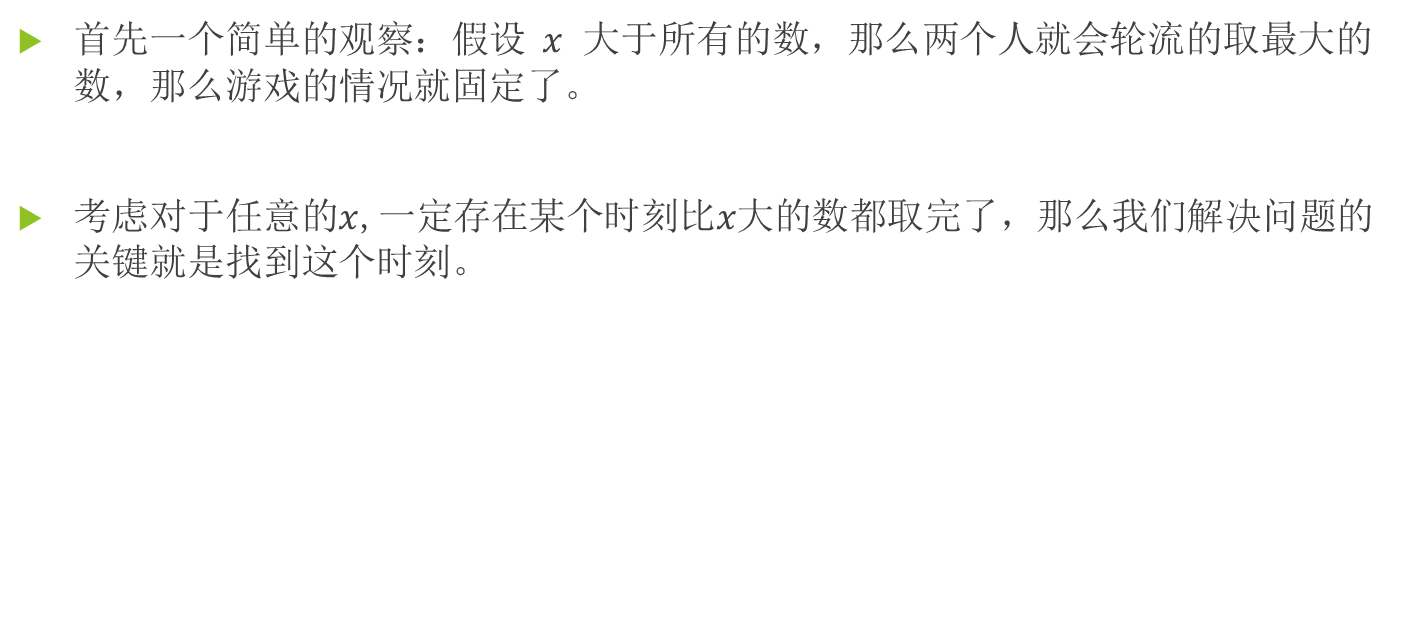 首先一个简单的观察：假设 x 大于所有的数，那么两个人就会轮流的取最大的
数，那么游戏的情况就固定了。
考虑对于任意的x,一定存在某个时刻比x大的数都取完了，那么我们解决问题的
关键就是找到这个时刻。